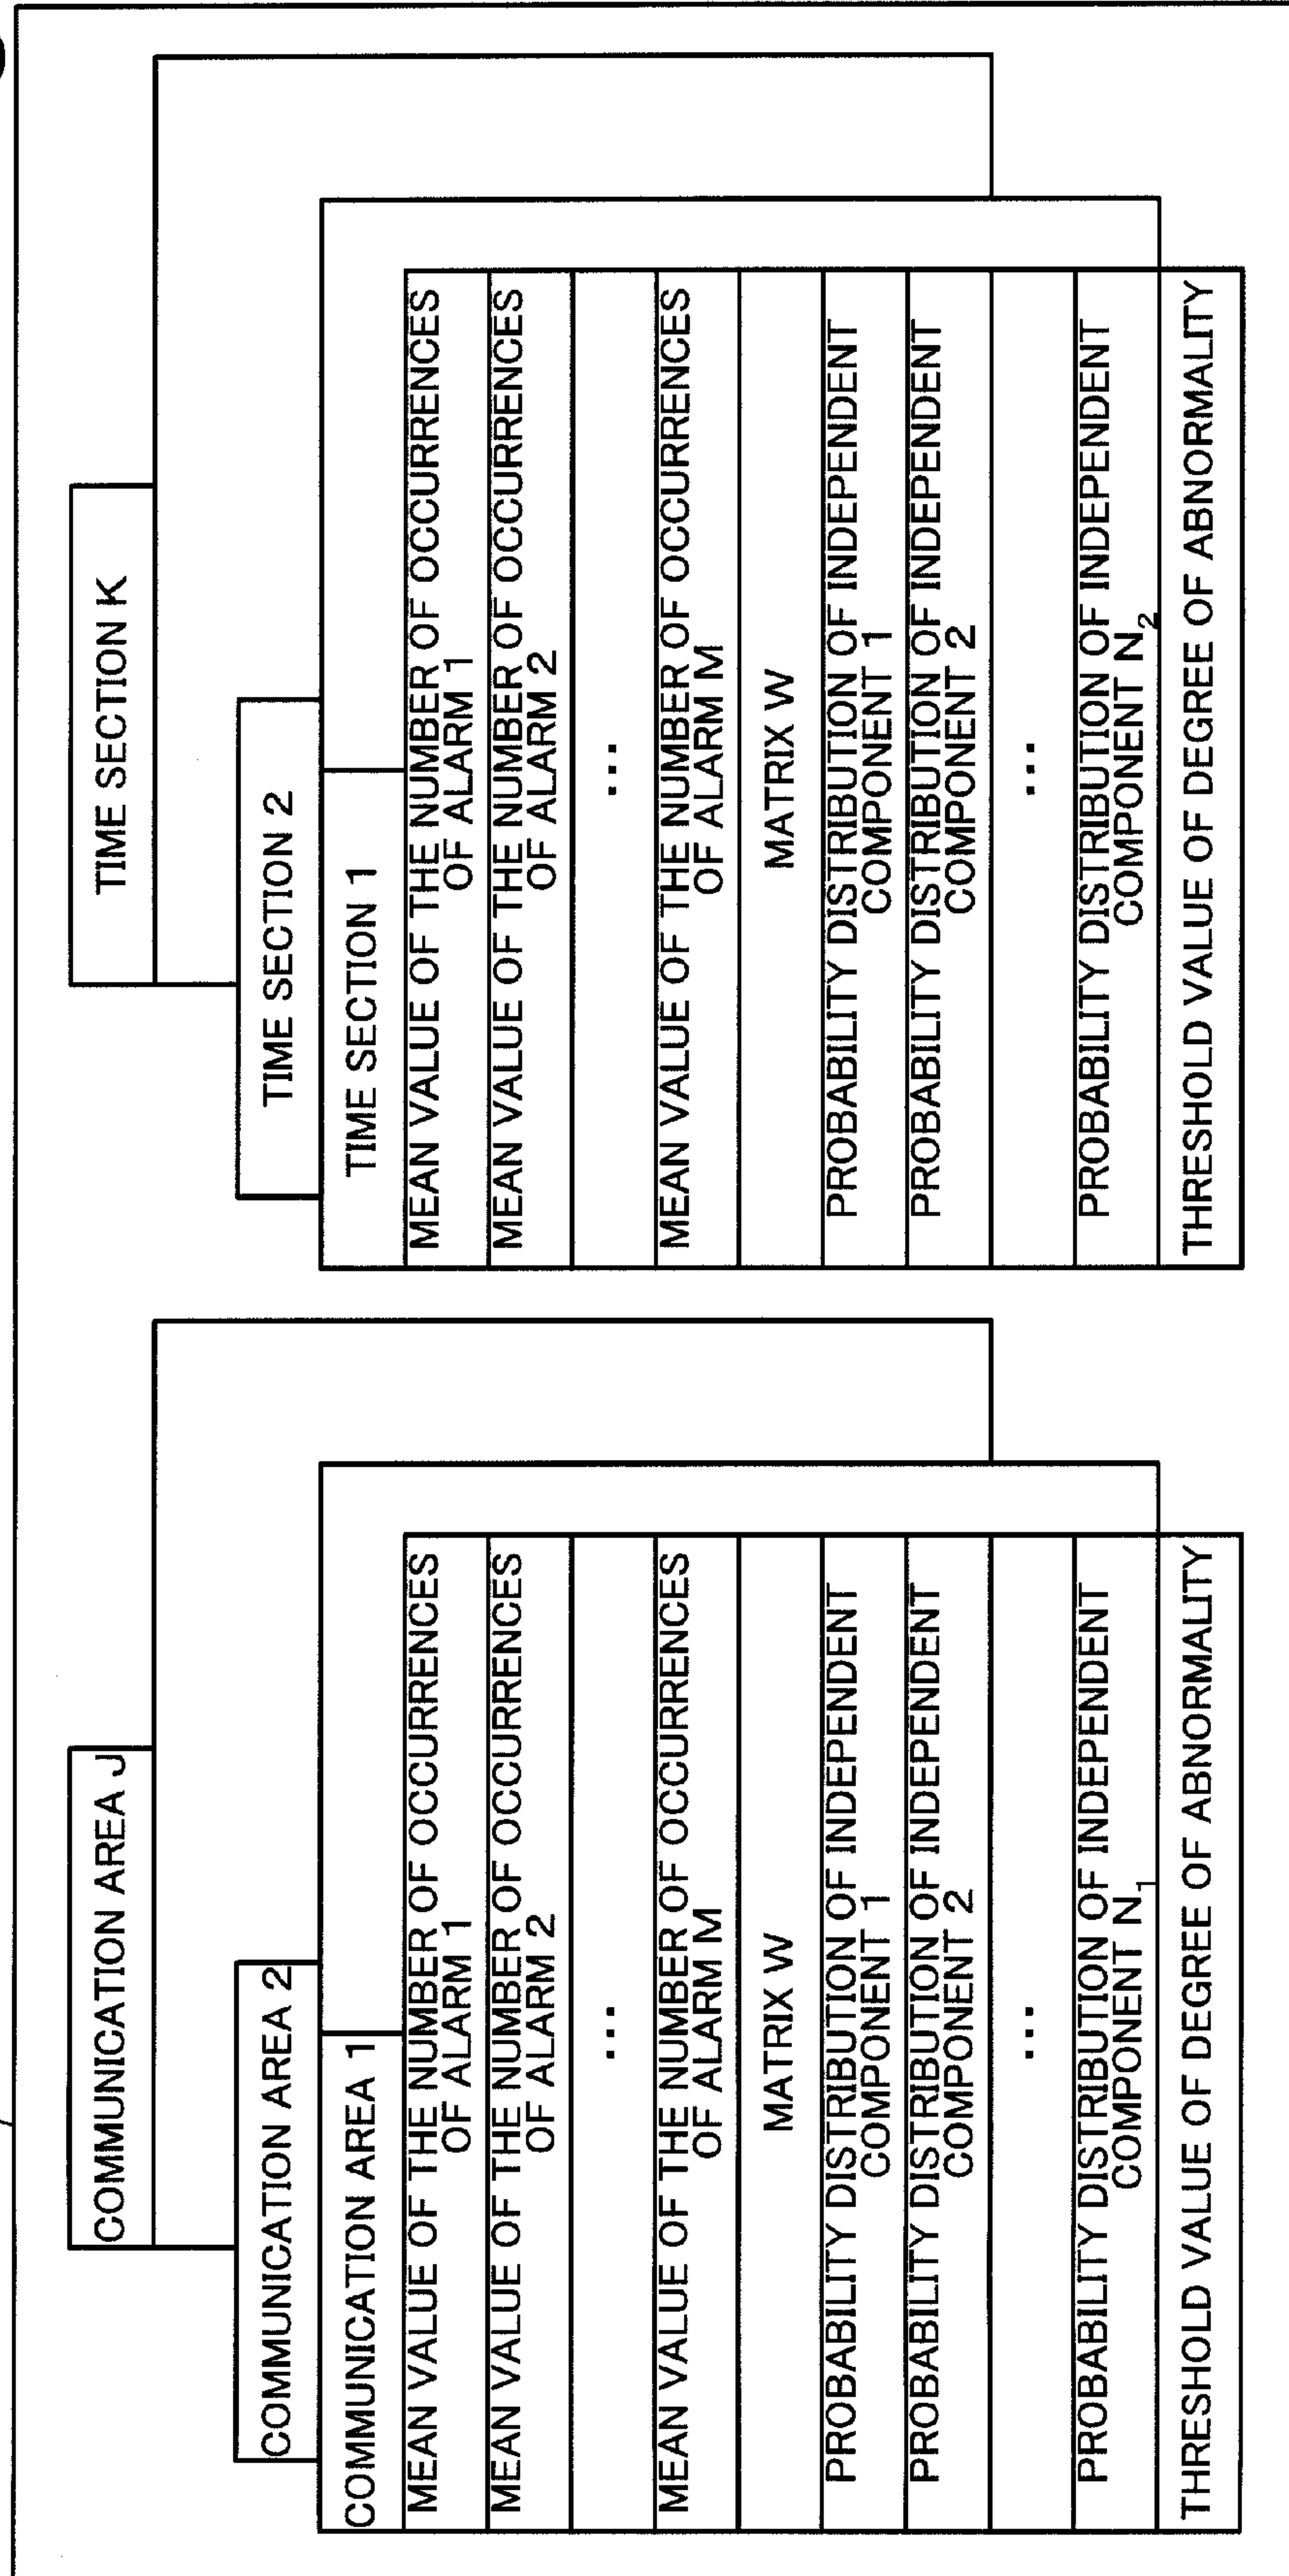 COMMUNICATION AREA J
COMMUNICATION AREA 2
COMMUNICATION AREA 1
MEAN VALUE OF THE NUMBER OF OCCURRENCES
OF ALARM 1
MEAN VALUE OF THE NUMBER OF OCCURRENCES
OF ALARM 2
...
MEAN VALUE OF THE NUMBER OF OCCURRENCES
OF ALARM M
MATRIX W
PROBABILITY DISTRIBUTION OF INDEPENDENT
COMPONENT 1
PROBABILITY DISTRIBUTION OF INDEPENDENT
COMPONENT 2
...
PROBABILITY DISTRIBUTION OF INDEPENDENT
COMPONENT N₁
THRESHOLD VALUE OF DEGREE OF ABNORMALITY
TIME SECTION K
TIME SECTION 2
TIME SECTION 1
MEAN VALUE OF THE NUMBER OF OCCURRENCES
OF ALARM 1
MEAN VALUE OF THE NUMBER OF OCCURRENCES
OF ALARM 2
...
MEAN VALUE OF THE NUMBER OF OCCURRENCES
OF ALARM M
MATRIX W
PROBABILITY DISTRIBUTION OF INDEPENDENT
COMPONENT 1
PROBABILITY DISTRIBUTION OF INDEPENDENT
COMPONENT 2
...
PROBABILITY DISTRIBUTION OF INDEPENDENT
COMPONENT N₂
THRESHOLD VALUE OF DEGREE OF ABNORMALITY